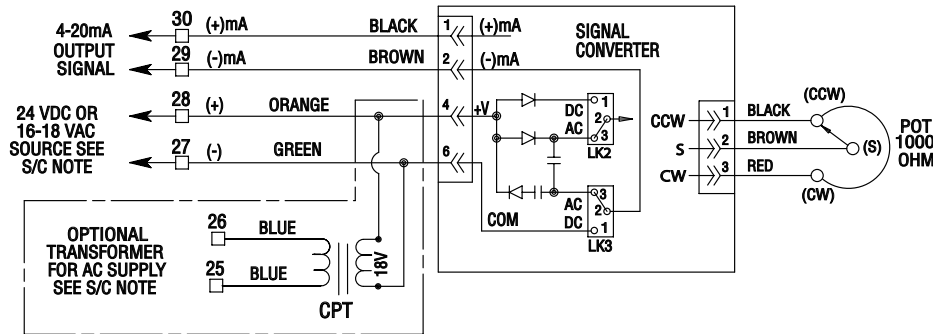 4-20mA
OUTPUT
SIGNAL
30
(+)mA
BLACK
29
(-)mA
BROWN
24 VDC OR
16-18 VAC
SOURCE SEE
S/C NOTE
28
(+)
ORANGE
27
(-)
GREEN
OPTIONAL
TRANSFORMER
FOR AC SUPPLY
SEE S/C NOTE
26
BLUE
25
BLUE
18V
CPT
1
(+)mA
2
(-)mA
4
+V
6
COM
SIGNAL
CONVERTER
DC
1
AC
2
3
LK2
AC
3
DC
2
1
LK3
CCW
1
BLACK
S
2
BROWN
CW
3
RED
(CCW)
(S)
(CW)
POT
1000
OHM